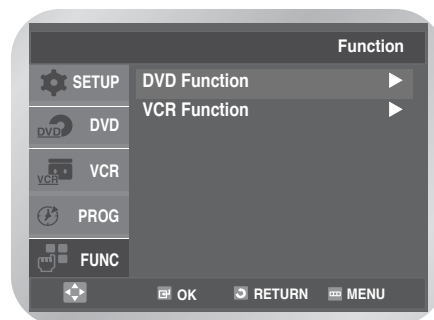 Function
SETUP
DVD Function
VCR Function
DVD DVD
VCR VCR
PROG
FUNC
OK RETURN MENU